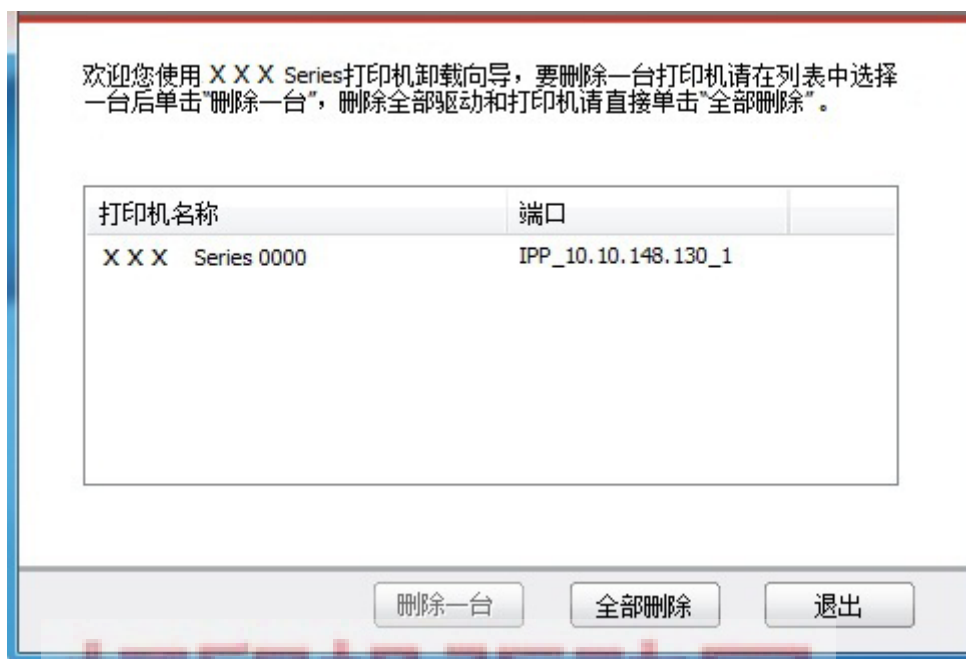 欢迎您使用 X X X Series打印机卸载向导，要删除一台打印机请在列表中选择
一台后单击"删除一台"，删除全部驱动和打印机请直接单击"全部删除"。
打印机名称 端口
X X X Series 0000 IPP_10.10.148.130_1
删除一台 全部删除 退出